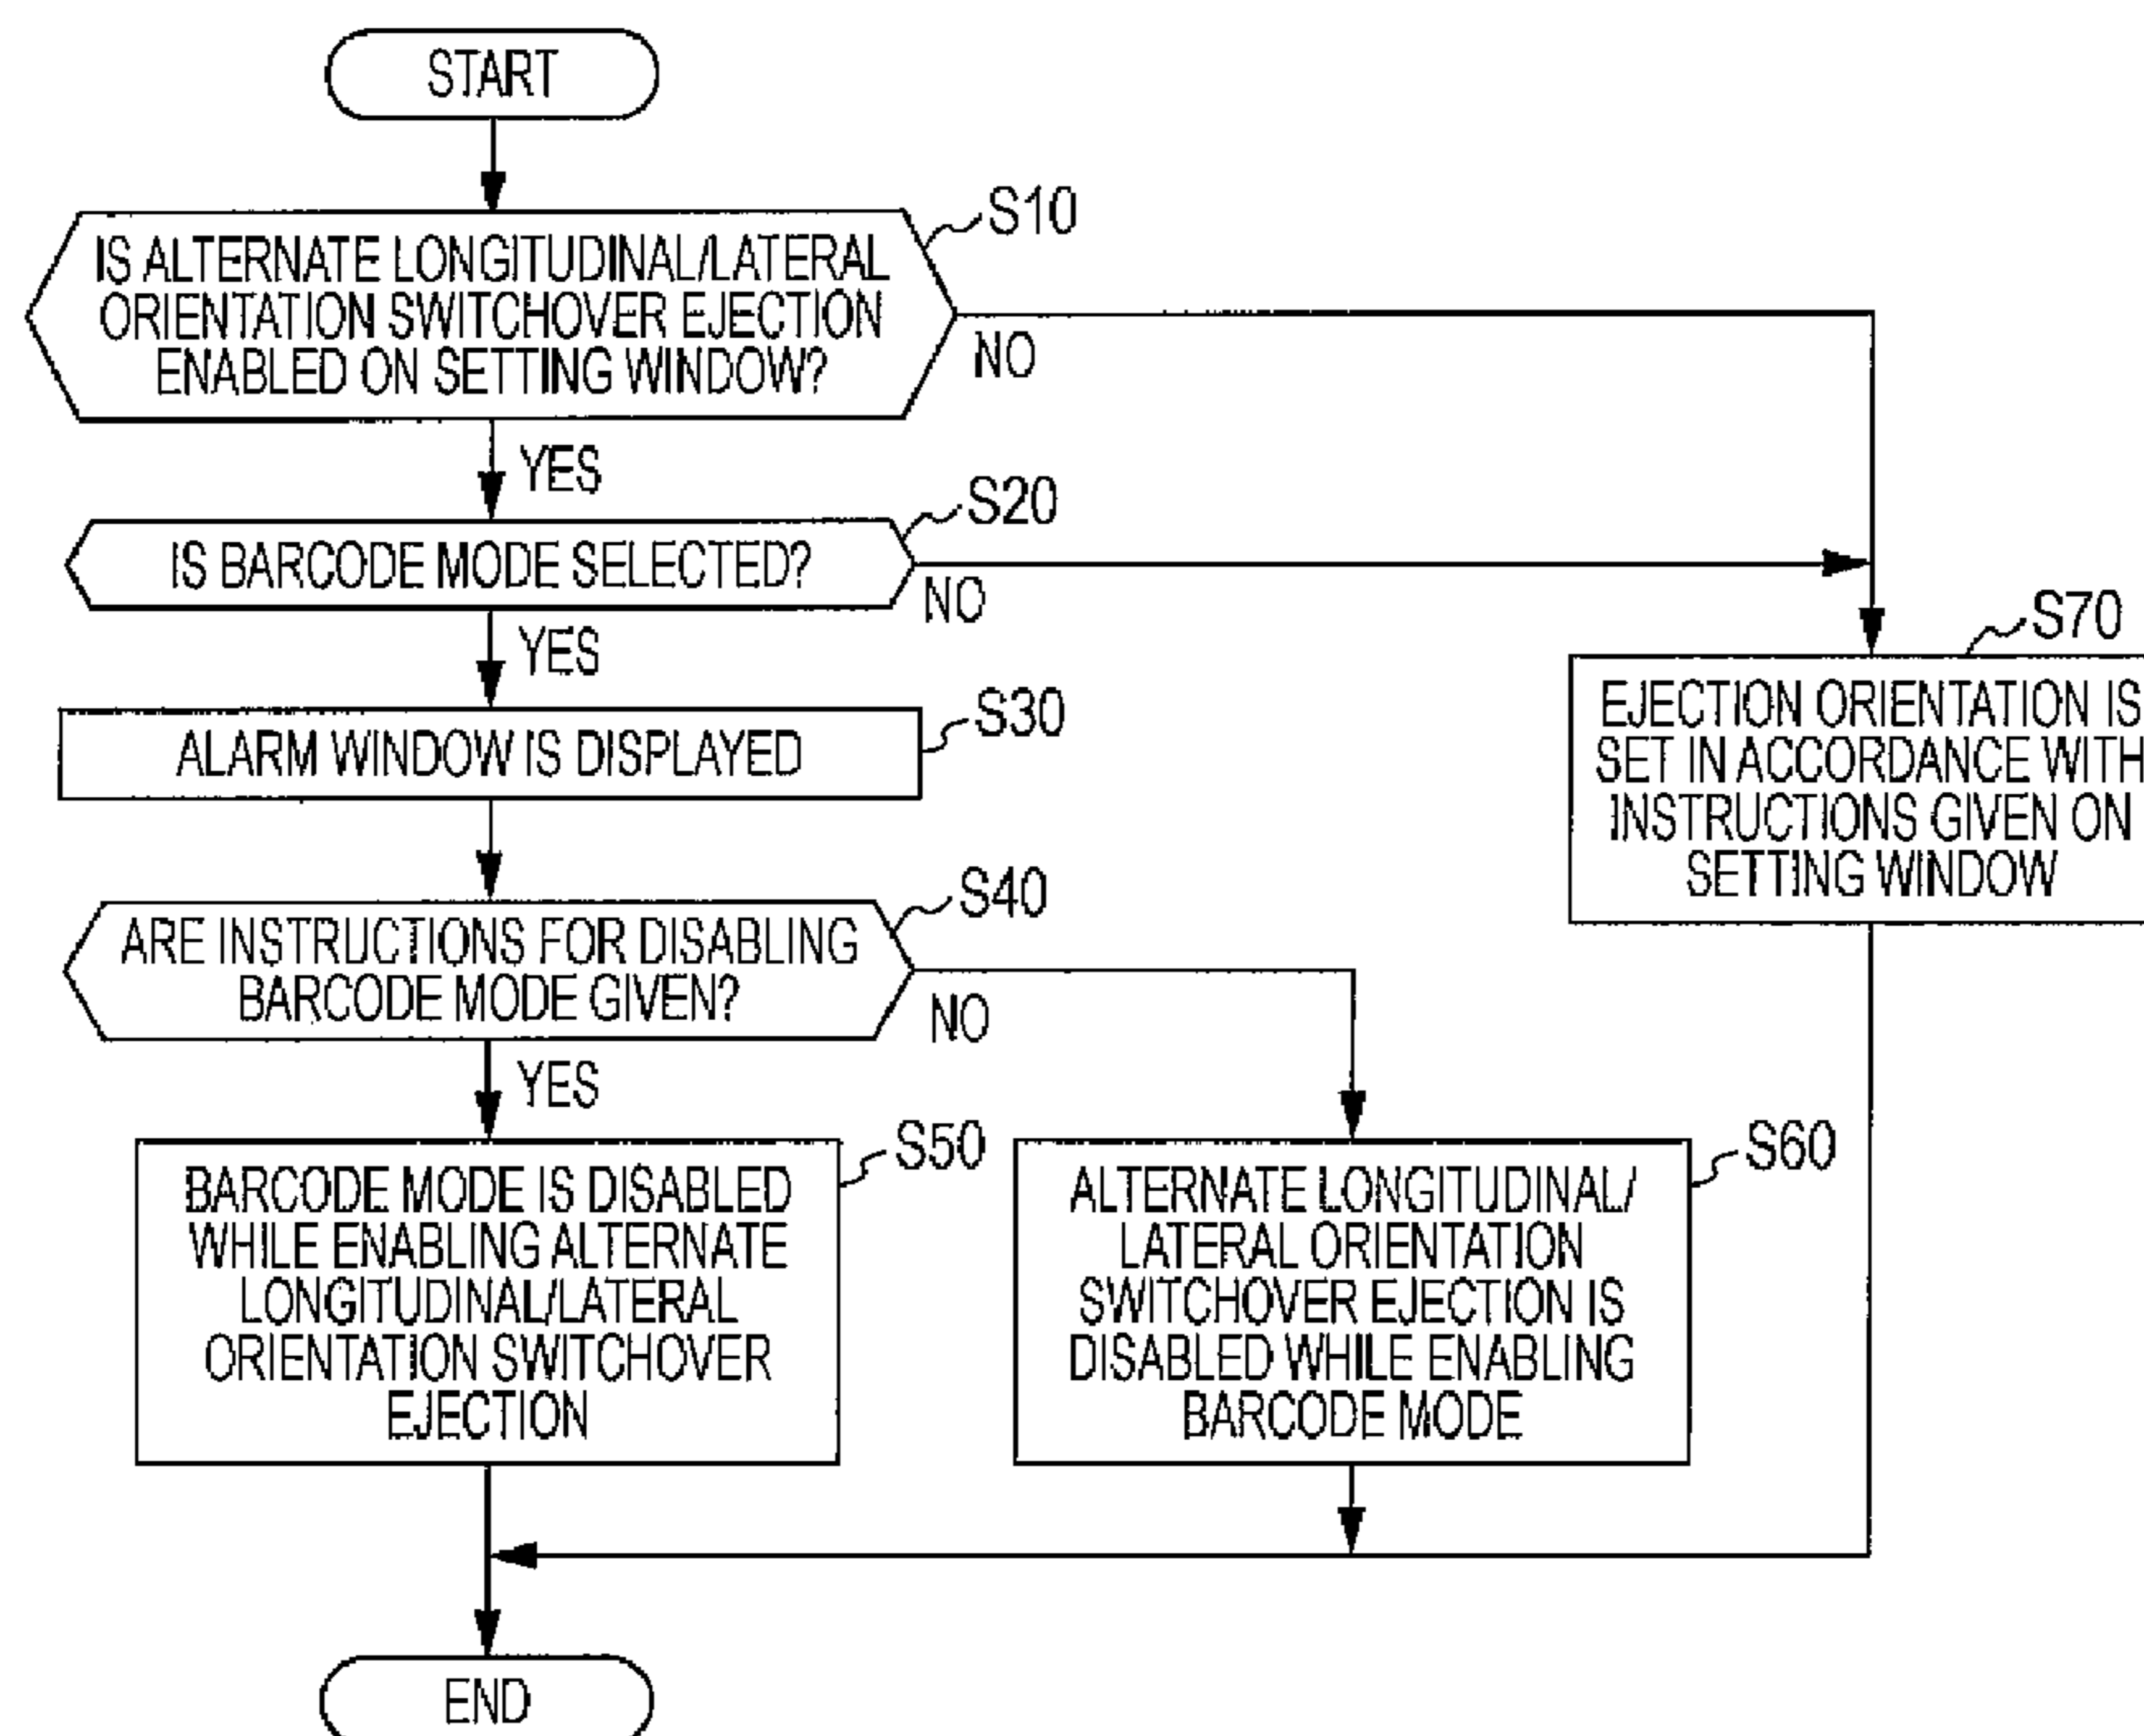 START
S10
IS ALTERNATE LONGITUDINAL/LATERAL
ORIENTATION SWITCHOVER EJECTION
ENABLED ON SETTING WINDOW?
NO
YES
S20
IS BARCODE MODE SELECTED?
NO
YES
S30
ALARM WINDOW IS DISPLAYED
S70
EJECTION ORIENTATION IS
SET IN ACCORDANCE WITH
INSTRUCTIONS GIVEN ON
SETTING WINDOW
S40
ARE INSTRUCTIONS FOR DISABLING
BARCODE MODE GIVEN?
NO
YES
S50
BARCODE MODE IS DISABLED
WHILE ENABLING ALTERNATE
LONGITUDINAL/LATERAL
ORIENTATION SWITCHOVER
EJECTION
S60
ALTERNATE LONGITUDINAL/
LATERAL ORIENTATION
SWITCHOVER EJECTION IS
DISABLED WHILE ENABLING
BARCODE MODE
END